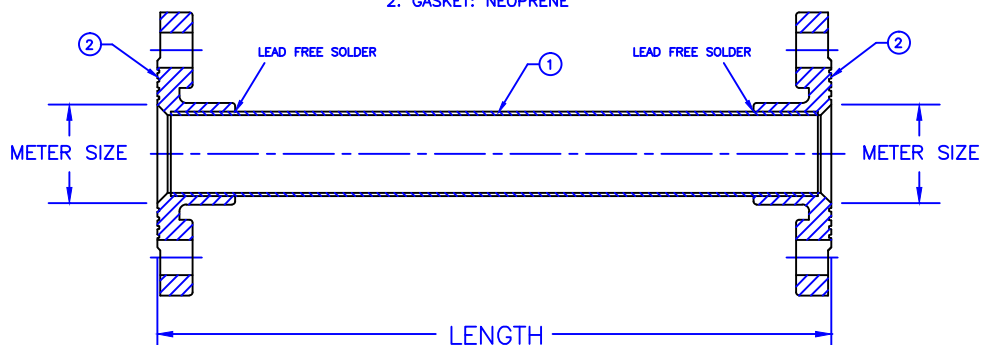 2. GASKET: NEOPRENE
2
LEAD FREE SOLDER
1
LEAD FREE SOLDER
2
METER SIZE
METER SIZE
LENGTH